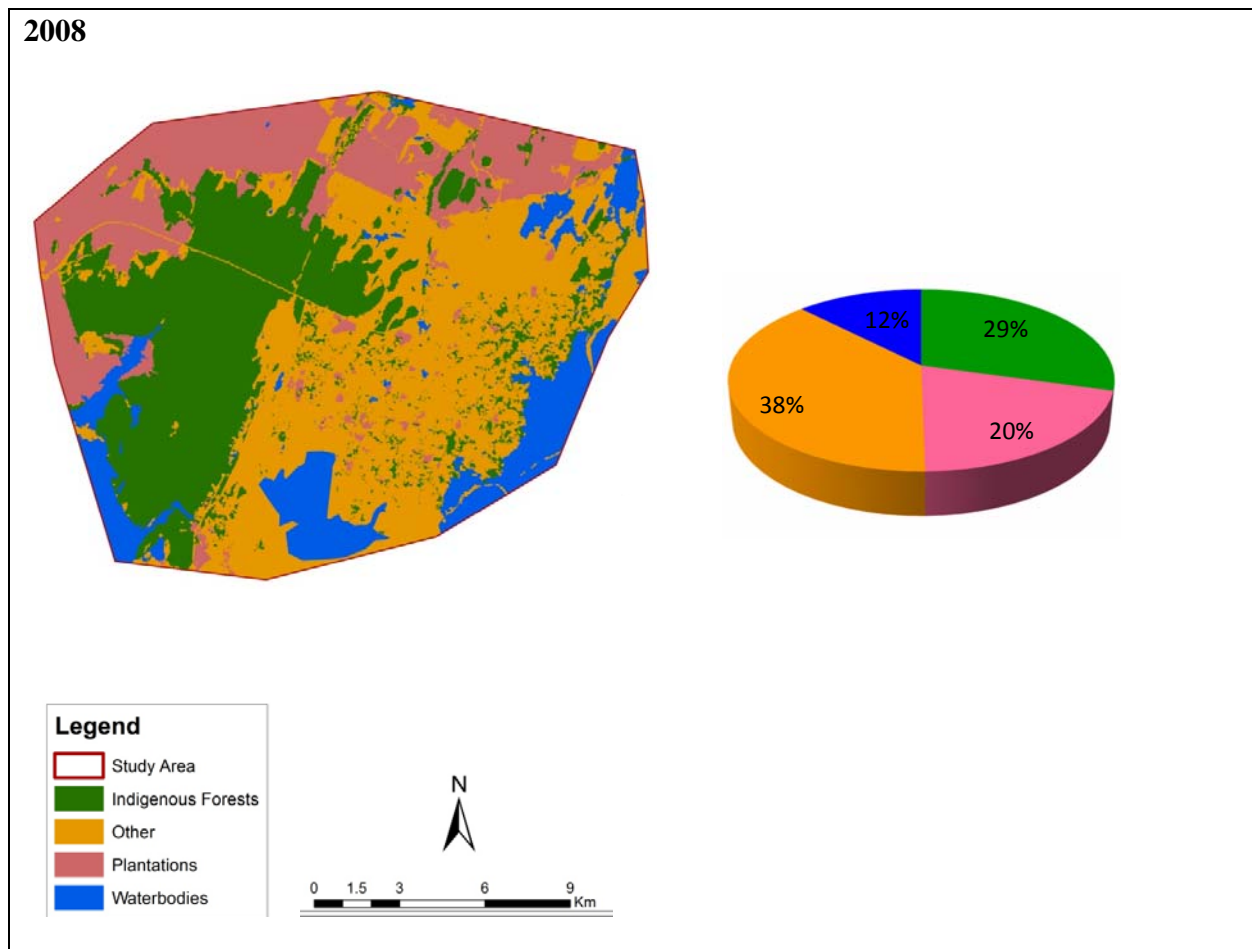 2008
12%
29%
38%
20%
Legend
Study Area
Indigenous Forests
Other
Plantations
Waterbodies
N
0 1.5 3 6 9
Km